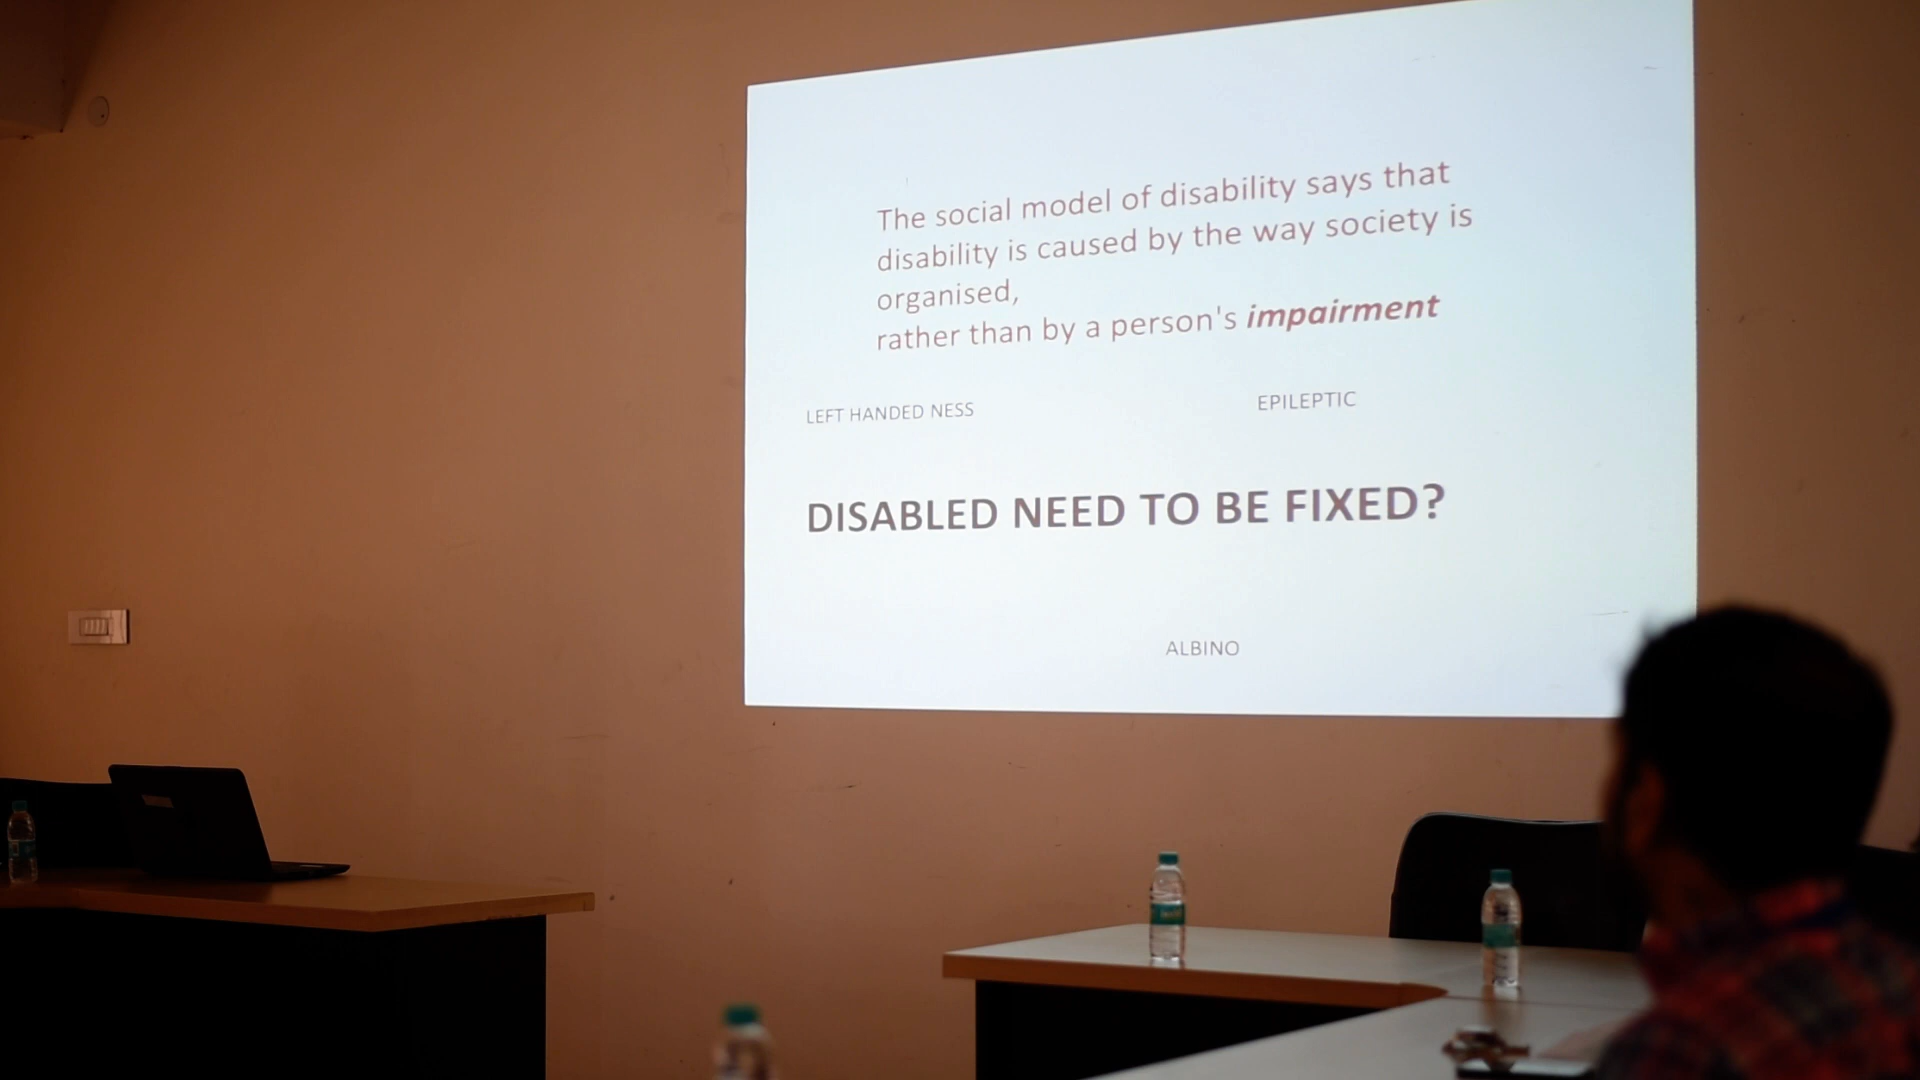 The social model of disability says that
disability is caused by the way society is
organised,
rather than by a person's impairment
LEFT HANDED NESS
EPILEPTIC
DISABLED NEED TO BE FIXED?
ALBINO